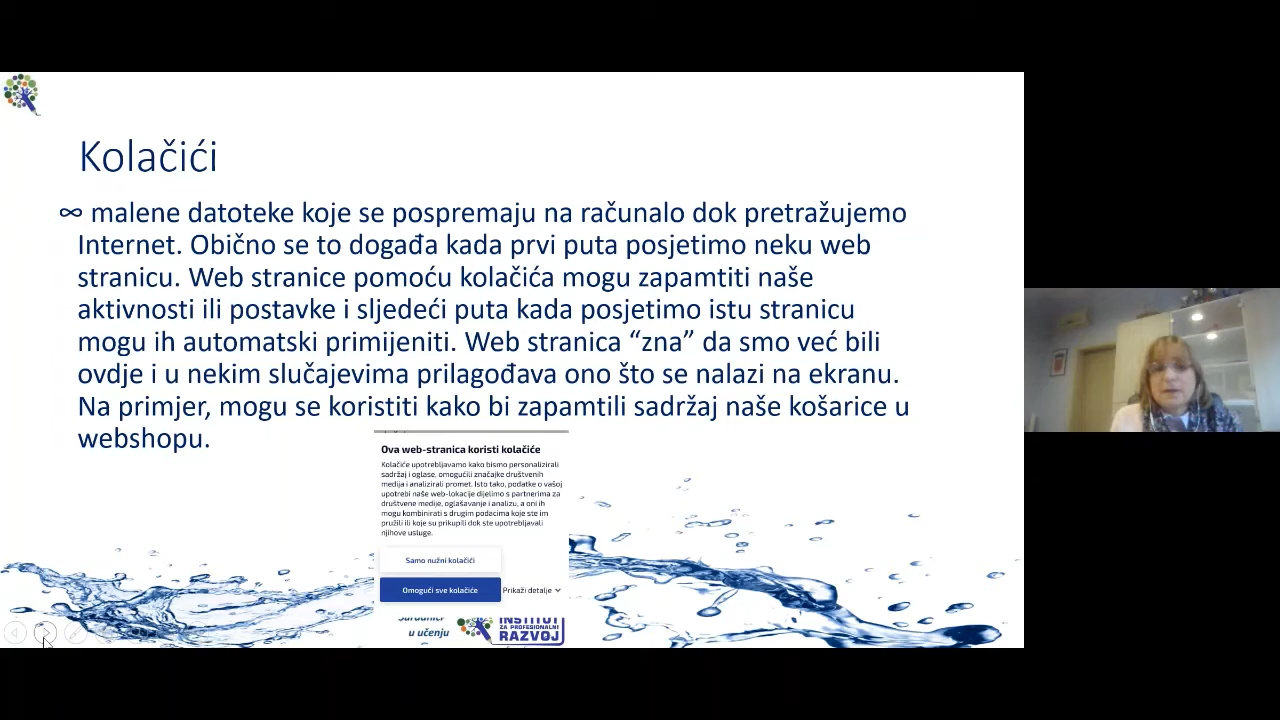 Kolačići
∞ malene datoteke koje se pospremaju na računalo dok pretražujemo
Internet. Obično se to događa kada prvi puta posjetimo neku web
stranicu. Web stranice pomoću kolačića mogu zapamtiti naše
aktivnosti ili postavke i sljedeći puta kada posjetimo istu stranicu
mogu ih automatski primijeniti. Web stranica “zna” da smo već bili
ovdje i u nekim slučajevima prilagođava ono što se nalazi na ekranu.
Na primjer, mogu se koristiti kako bi zapamtili sadržaj naše košarice u
webshopu.
Ova web-stranica koristi kolačiće
Kolačiće upotrebljavamo kako bismo personalizirali
sadržaj i oglase, omogućili značajke društvenih
medija i analizirali promet. Isto tako, podatke o vašoj
upotrebi naše web-lokacije dijelimo s partnerima za
društvene medije, oglašavanje i analizu, a oni ih
mogu kombinirati s drugim podacima koje ste im
pružili ili koje su prikupili dok ste upotrebljavali
njihove usluge.
Samo nužni kolačići
Omogući sve kolačiće
Prikaži detalje
Suradnici
u učenju
INSTITUT
ZA PROFESIONALNI
RAZVOJ